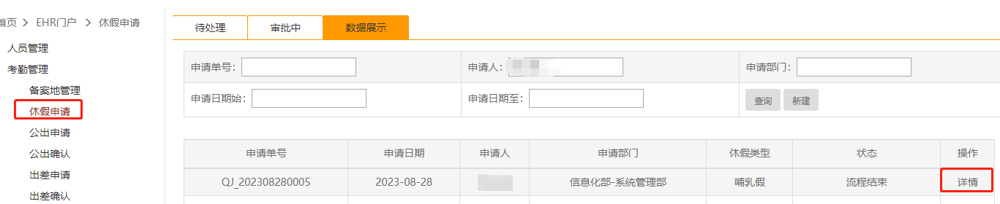 首页 > EHR门户 > 休假申请
人员管理
考勤管理
备案地管理
休假申请
公出申请
公出确认
出差申请
出差确认
待处理 审批中 数据展示
申请单号: 申请人: 申请部门:
申请日期始: 申请日期至: 查询 新建
申请单号 申请日期 申请人 申请部门 休假类型 状态 操作
QJ_202308280005 2023-08-28 信息化部-系统管理部 哺乳假 流程结束 详情